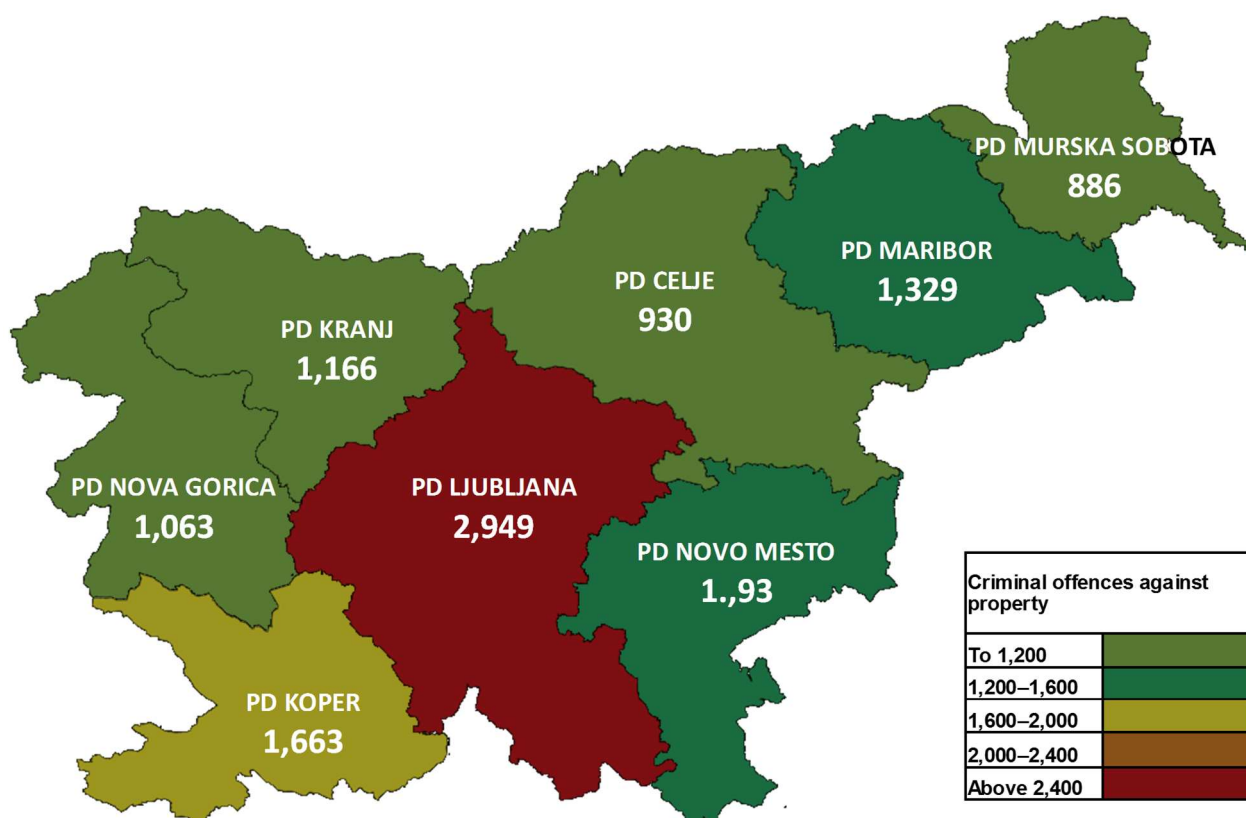 PD MURSKA SOBOTA
886
PD MARIBOR
1,329
PD CELJE
930
PD KRANJ
1,166
PD NOVA GORICA
1,063
PD LJUBLJANA
2,949
PD NOVO MESTO
1.,93
PD KOPER
1,663
Criminal offences against
property
To 1,200
1,200–1,600
1,600–2,000
2,000–2,400
Above 2,400